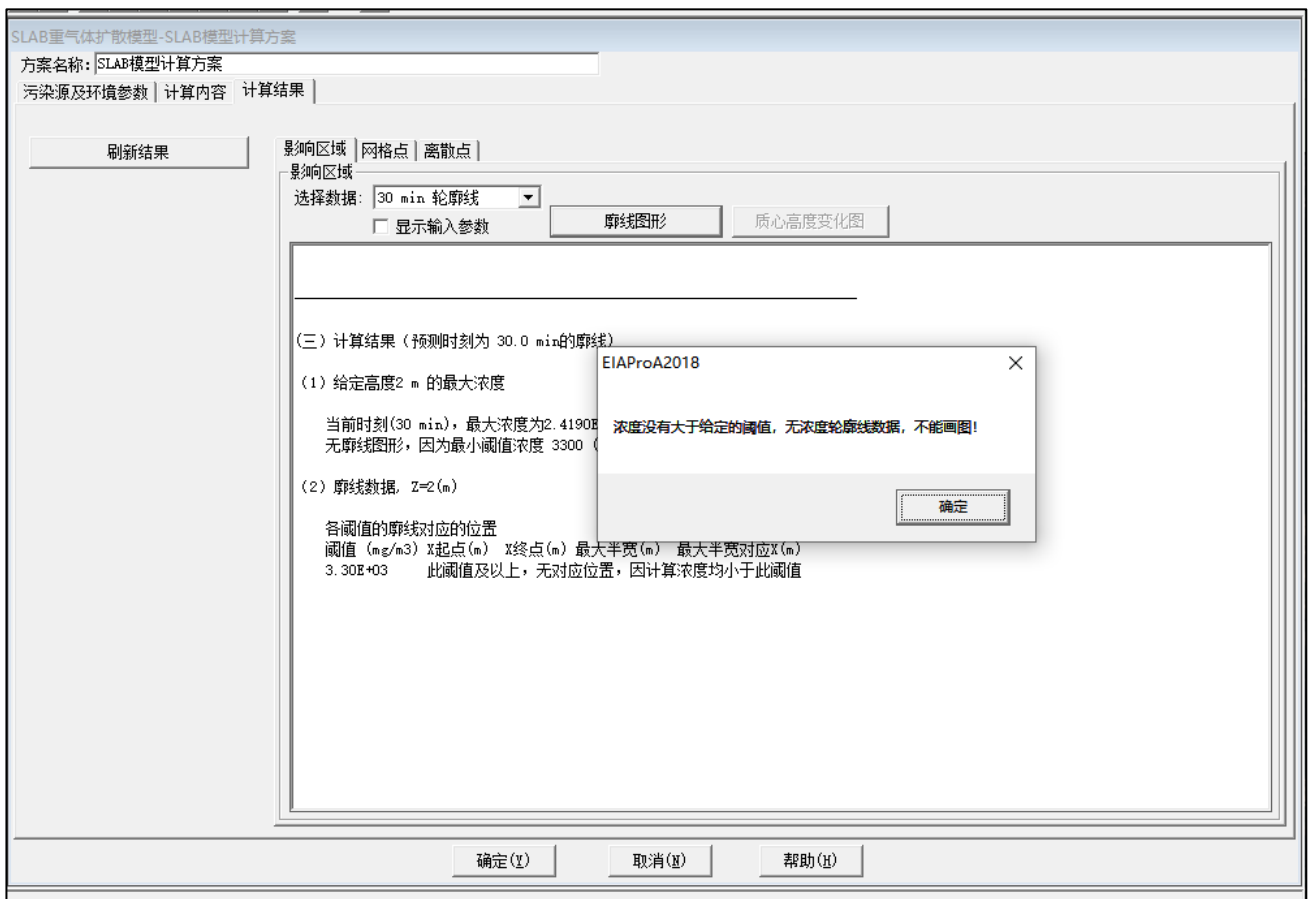 SLAB重气体扩散模型-SLAB模型计算方案
方案名称: SLAB模型计算方案
污染源及环境参数 计算内容 计算结果
刷新结果
影响区域 网格点 离散点
影响区域
选择数据: 30 min 轮廓线
显示输入参数 廓线图形 质心高度变化图
(三) 计算结果 (预测时刻为 30.0 min的廓线)
(1) 给定高度2 m 的最大浓度
当前时刻(30 min), 最大浓度为2.4190E
无廓线图形, 因为最小阈值浓度 3300 (
(2) 廓线数据, Z=2(m)
各阈值的廓线对应的位置
阈值 (mg/m3) X起点(m) X终点(m) 最大半宽(m) 最大半宽对应X(m)
3.30E+03 此阈值及以上, 无对应位置, 因计算浓度均小于此阈值
EIAProA2018
浓度没有大于给定的阈值, 无浓度轮廓线数据, 不能画图!
确定
确定(Y) 取消(N) 帮助(H)